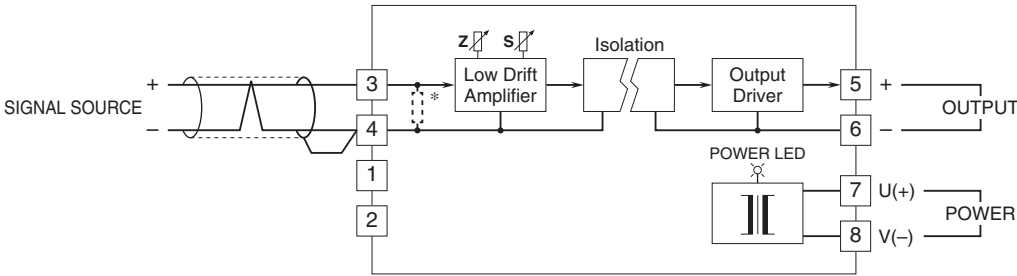 Z S Isolation
+ 3 * Low Drift Amplifier Output Driver 5 +
SIGNAL SOURCE OUTPUT
– 4 6 –
POWER LED
1 7 U(+)
POWER
2 8 V(–)